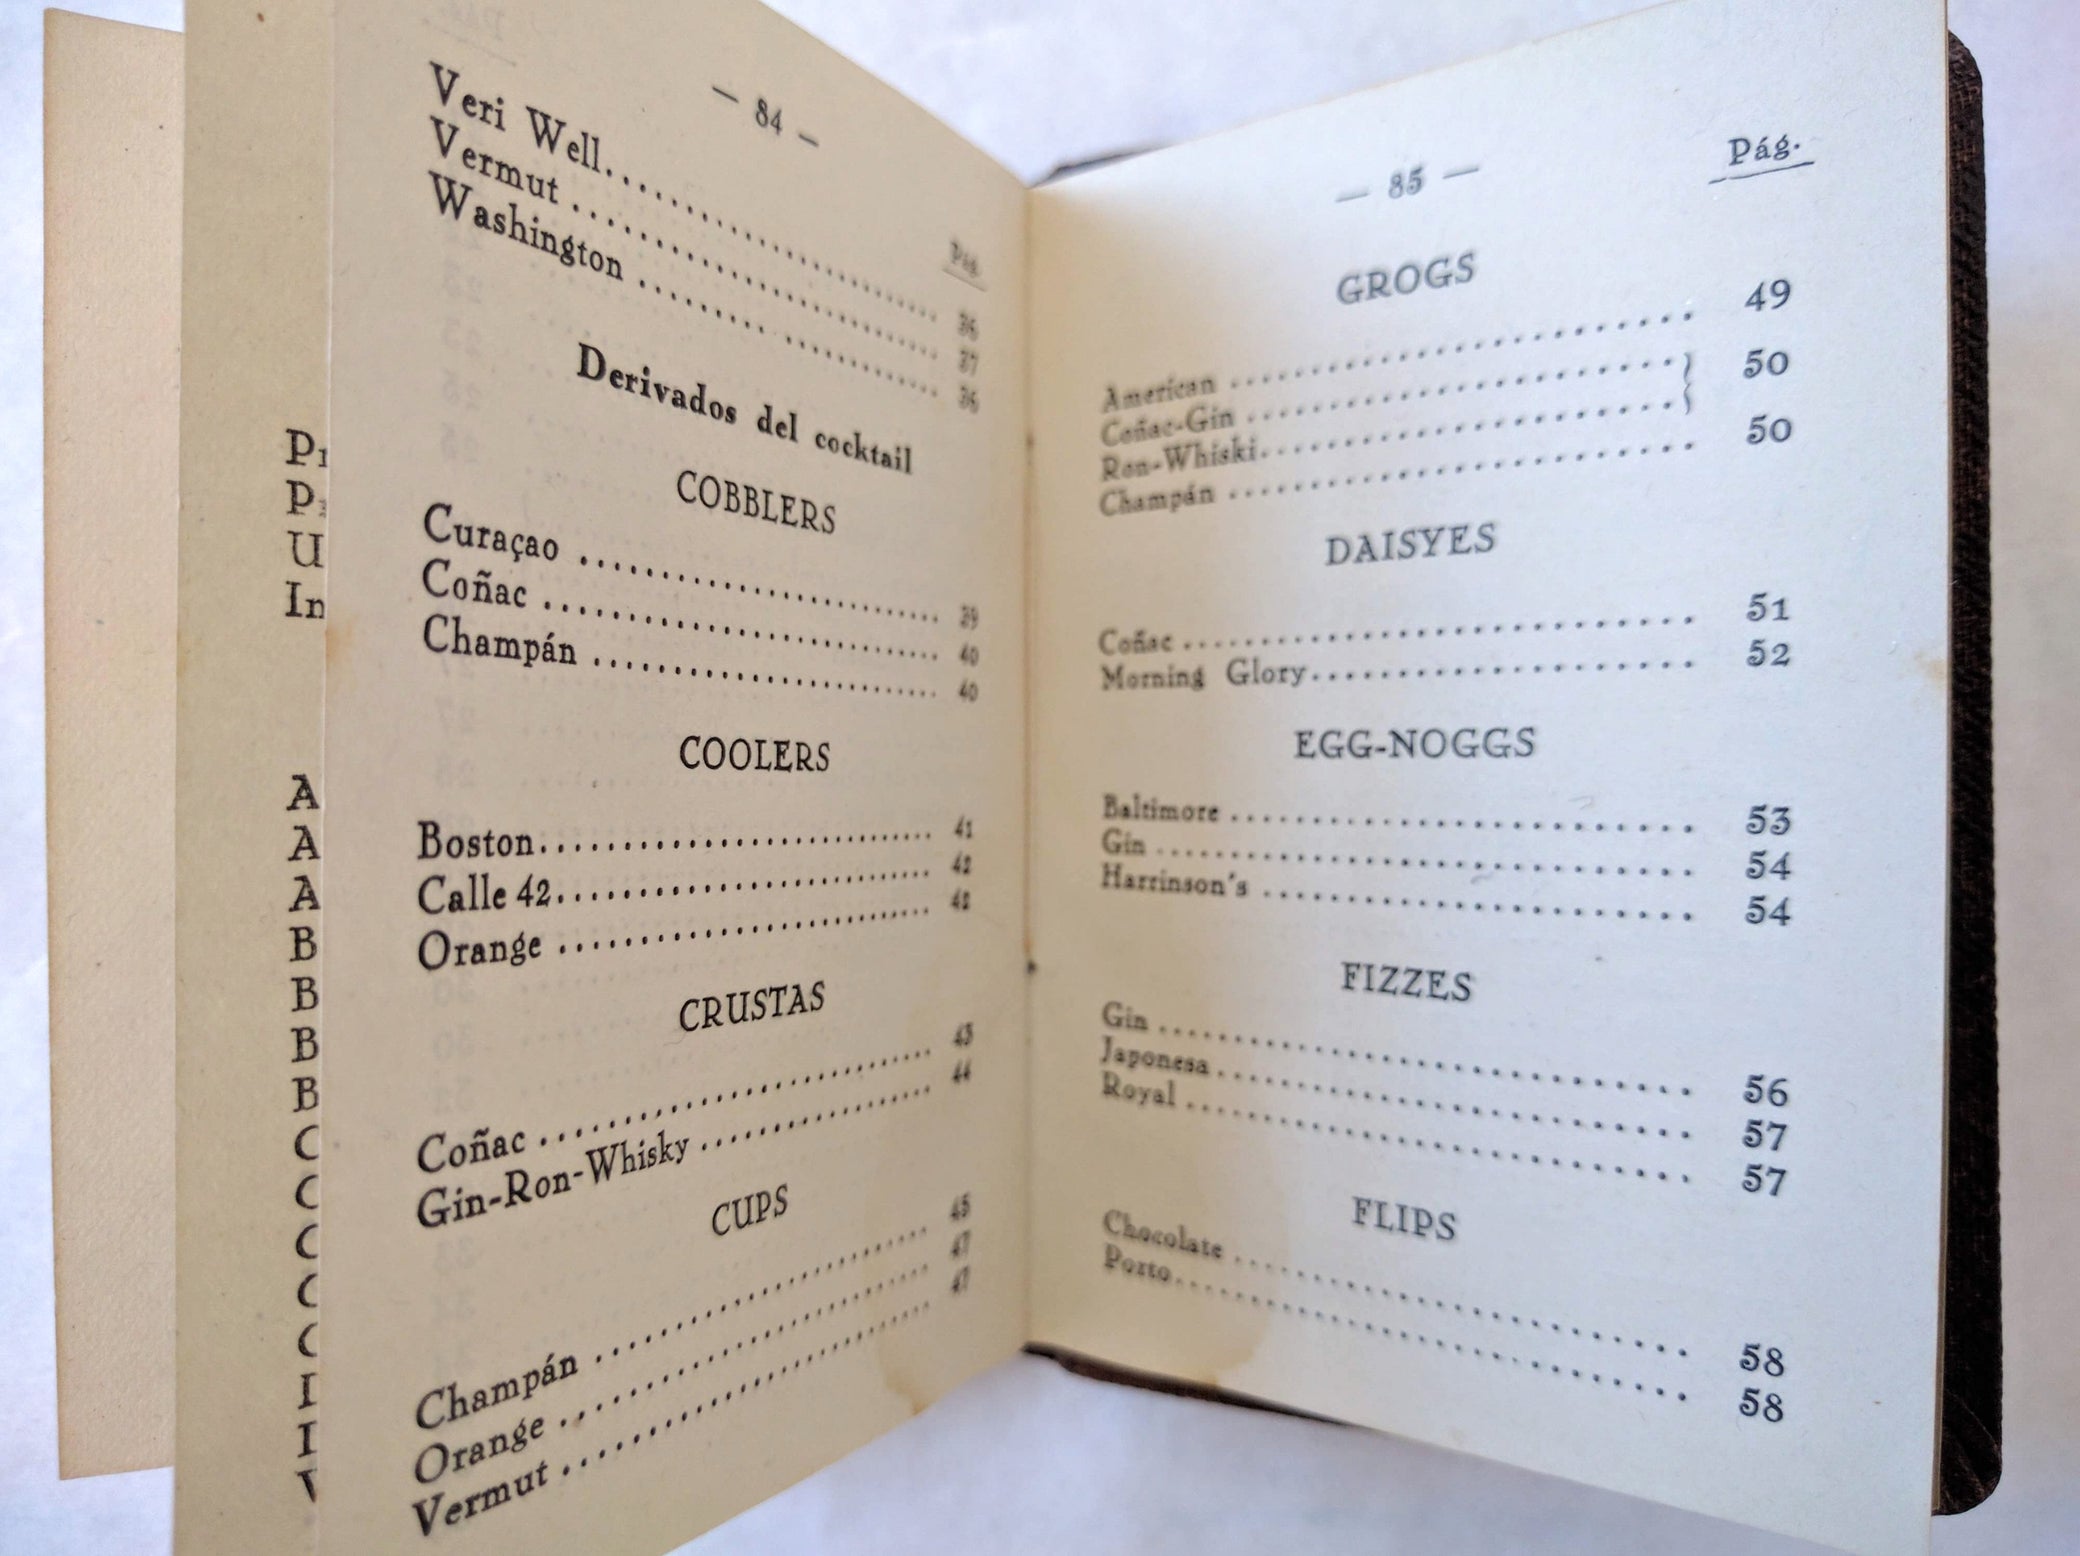 Pr
P
U
In
A
A
A
B
B
B
B
— 84 —
Pág.
Veri Well........ 36
Vermut........ 37
Washington........ 36
Derivados del cocktail
COBBLERS
Curaçao........ 39
Coñac........ 40
Champán........ 40
COOLERS
Boston........ 41
Calle 42........ 42
Orange........ 42
CRUSTAS
Coñac........ 43
Gin-Ron-Whisky........ 44
CUPS
Champán........ 45
Orange........ 47
Vermut........ 47
— 85 —
Pág.
GROGS
American........ 49
Coñac-Gin........ } 50
Ron-Whiski........
Champán........ 50
DAISYES
Coñac........ 51
Morning Glory........ 52
EGG-NOGGS
Baltimore........ 53
Gin........ 54
Harrinson's........ 54
FIZZES
Gin........ 56
Japonesa........ 57
Royal........ 57
FLIPS
Chocolate........ 58
Porto........ 58